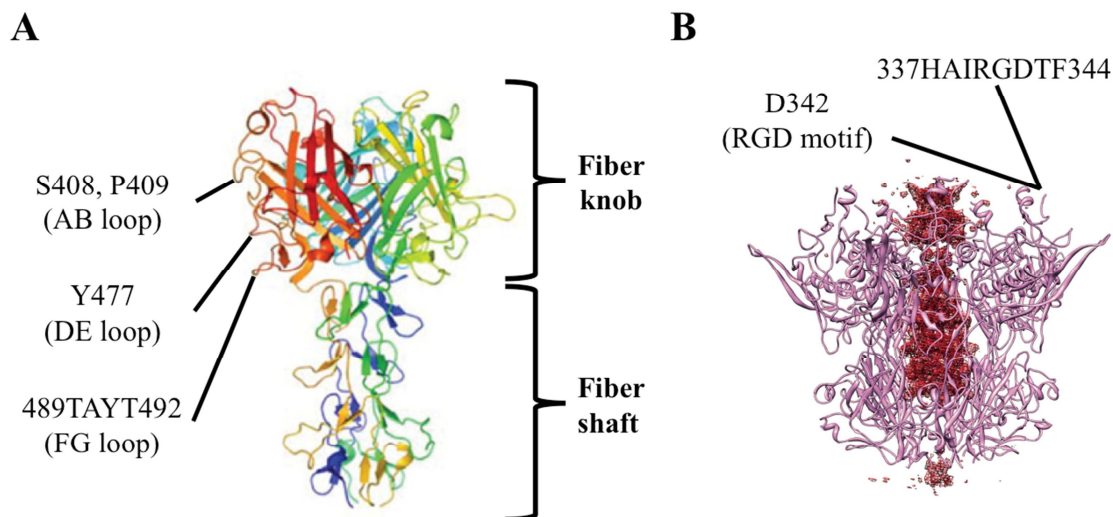 A
S408, P409
(AB loop)
Y477
(DE loop)
489TAYT492
(FG loop)
Fiber
knob
Fiber
shaft
B
337HAIRGDTF344
D342
(RGD motif)